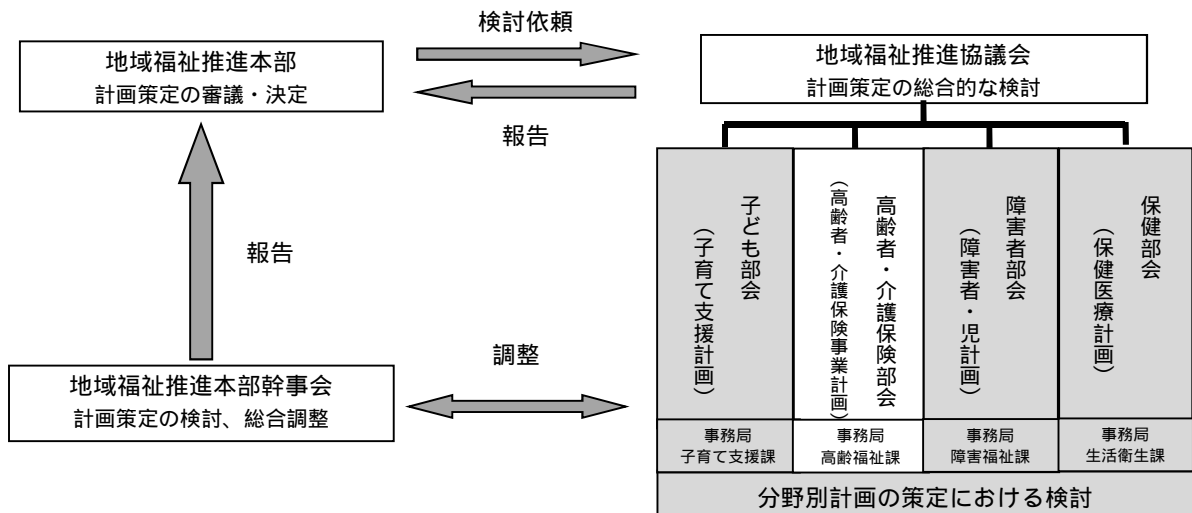 検討依頼
地域福祉推進本部
計画策定の審議・決定
地域福祉推進協議会
計画策定の総合的な検討
報告
報告
調整
地域福祉推進本部幹事会
計画策定の検討、総合調整
子ども部会
（子育て支援計画）
高齢者・介護保険部会
（高齢者・介護保険事業計画）
障害者部会
（障害者・児計画）
保健部会
（保健医療計画）
事務局
子育て支援課
事務局
高齢福祉課
事務局
障害福祉課
事務局
生活衛生課
分野別計画の策定における検討